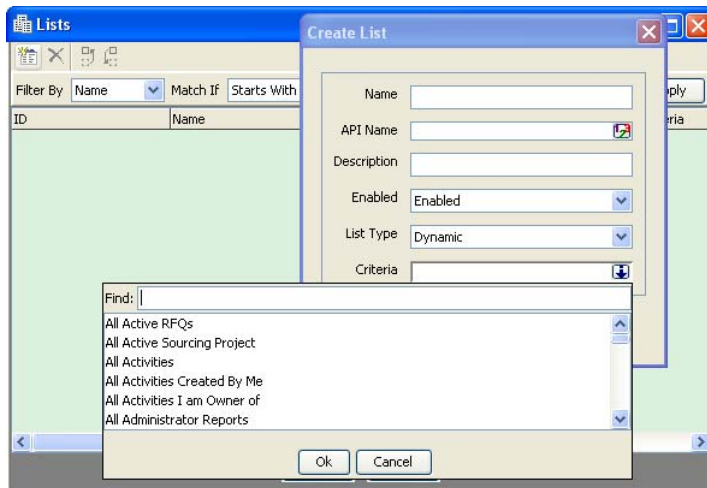 Lists
Create List
Filter By Name Match If Starts With
ID Name
Name
API Name
Description
Enabled Enabled
List Type Dynamic
Criteria
Find:
All Active RFQs
All Active Sourcing Project
All Activities
All Activities Created By Me
All Activities I am Owner of
All Administrator Reports
Ok Cancel